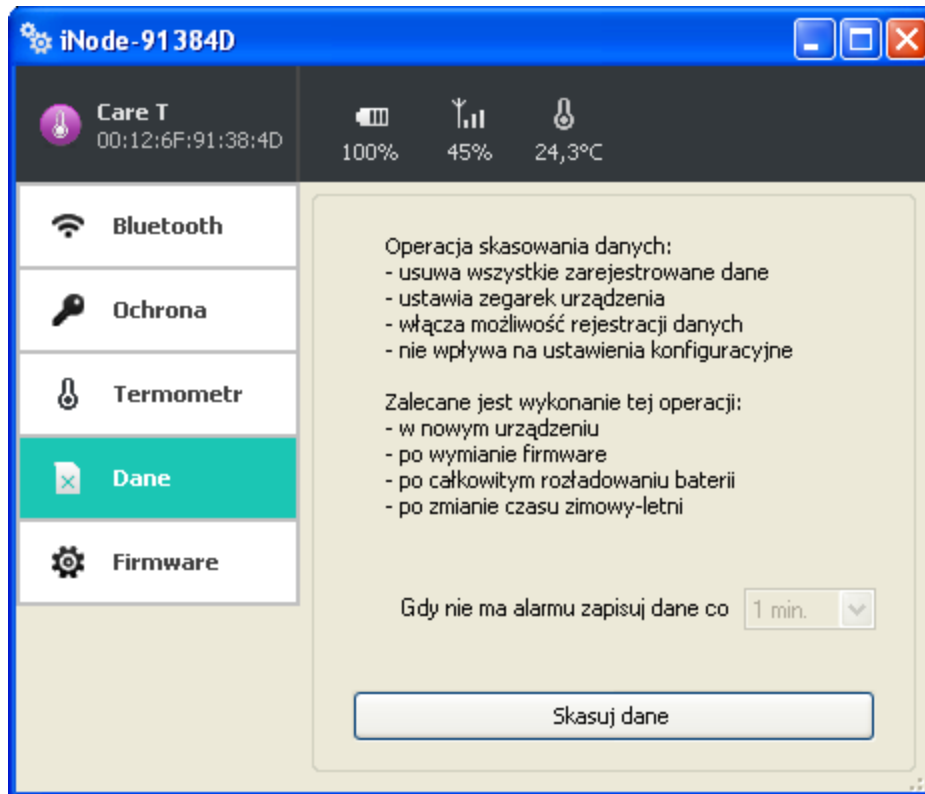 iNode-91384D
Care T
00:12:6F:91:38:4D
100%
45%
24,3°C
Bluetooth
Ochrona
Termometr
Dane
Firmware
Operacja skasowania danych:
- usuwa wszystkie zarejestrowane dane
- ustawia zegarek urządzenia
- włącza możliwość rejestracji danych
- nie wpływa na ustawienia konfiguracyjne
Zalecane jest wykonanie tej operacji:
- w nowym urządzeniu
- po wymianie firmware
- po całkowitym rozładowaniu baterii
- po zmianie czasu zimowy-letni
Gdy nie ma alarmu zapisuj dane co 1 min.
Skasuj dane